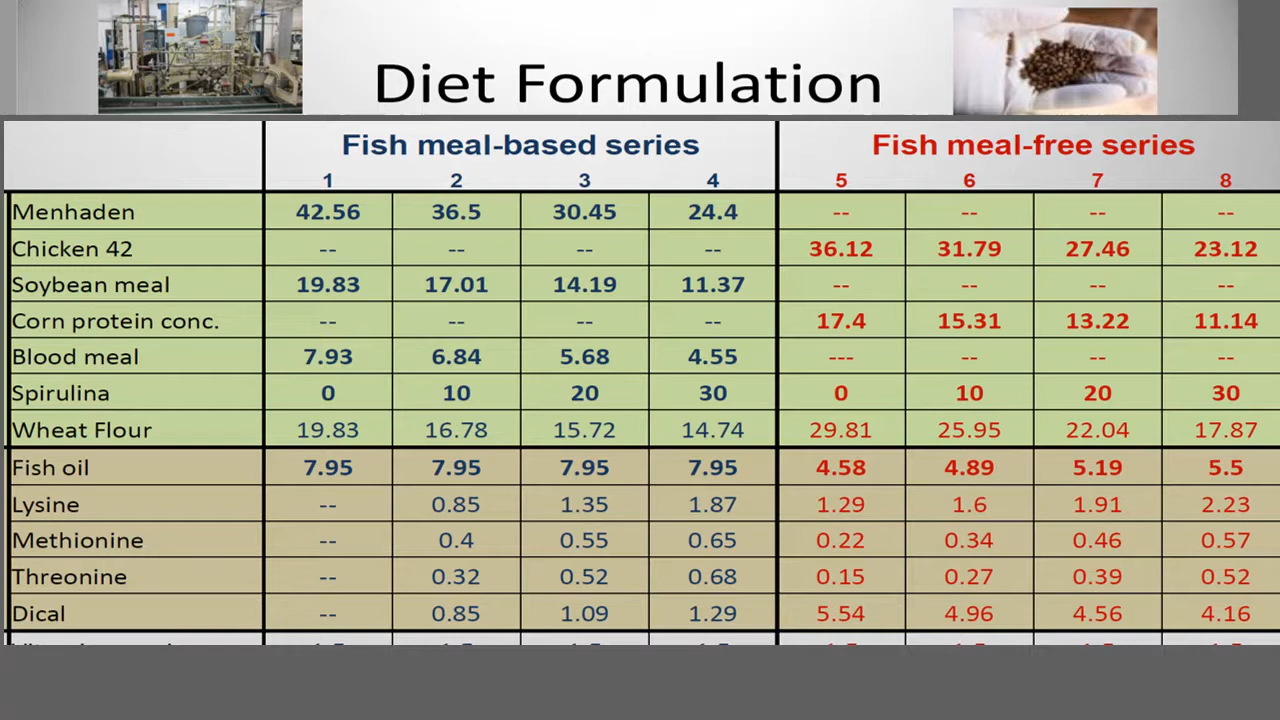 Diet Formulation
Fish meal-based series Fish meal-free series
1 2 3 4 5 6 7 8
Menhaden 42.56 36.5 30.45 24.4 -- -- -- --
Chicken 42 -- -- -- -- 36.12 31.79 27.46 23.12
Soybean meal 19.83 17.01 14.19 11.37 -- -- -- --
Corn protein conc. -- -- -- -- 17.4 15.31 13.22 11.14
Blood meal 7.93 6.84 5.68 4.55 --- -- -- --
Spirulina 0 10 20 30 0 10 20 30
Wheat Flour 19.83 16.78 15.72 14.74 29.81 25.95 22.04 17.87
Fish oil 7.95 7.95 7.95 7.95 4.58 4.89 5.19 5.5
Lysine -- 0.85 1.35 1.87 1.29 1.6 1.91 2.23
Methionine -- 0.4 0.55 0.65 0.22 0.34 0.46 0.57
Threonine -- 0.32 0.52 0.68 0.15 0.27 0.39 0.52
Dical -- 0.85 1.09 1.29 5.54 4.96 4.56 4.16